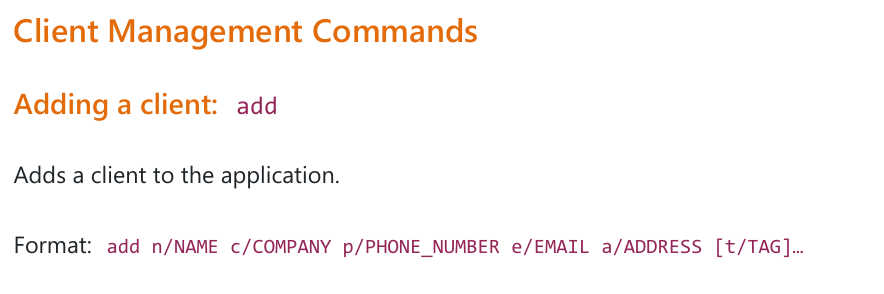 Client Management Commands
Adding a client: add
Adds a client to the application.
Format: add n/NAME c/COMPANY p/PHONE_NUMBER e/EMAIL a/ADDRESS [t/TAG]…